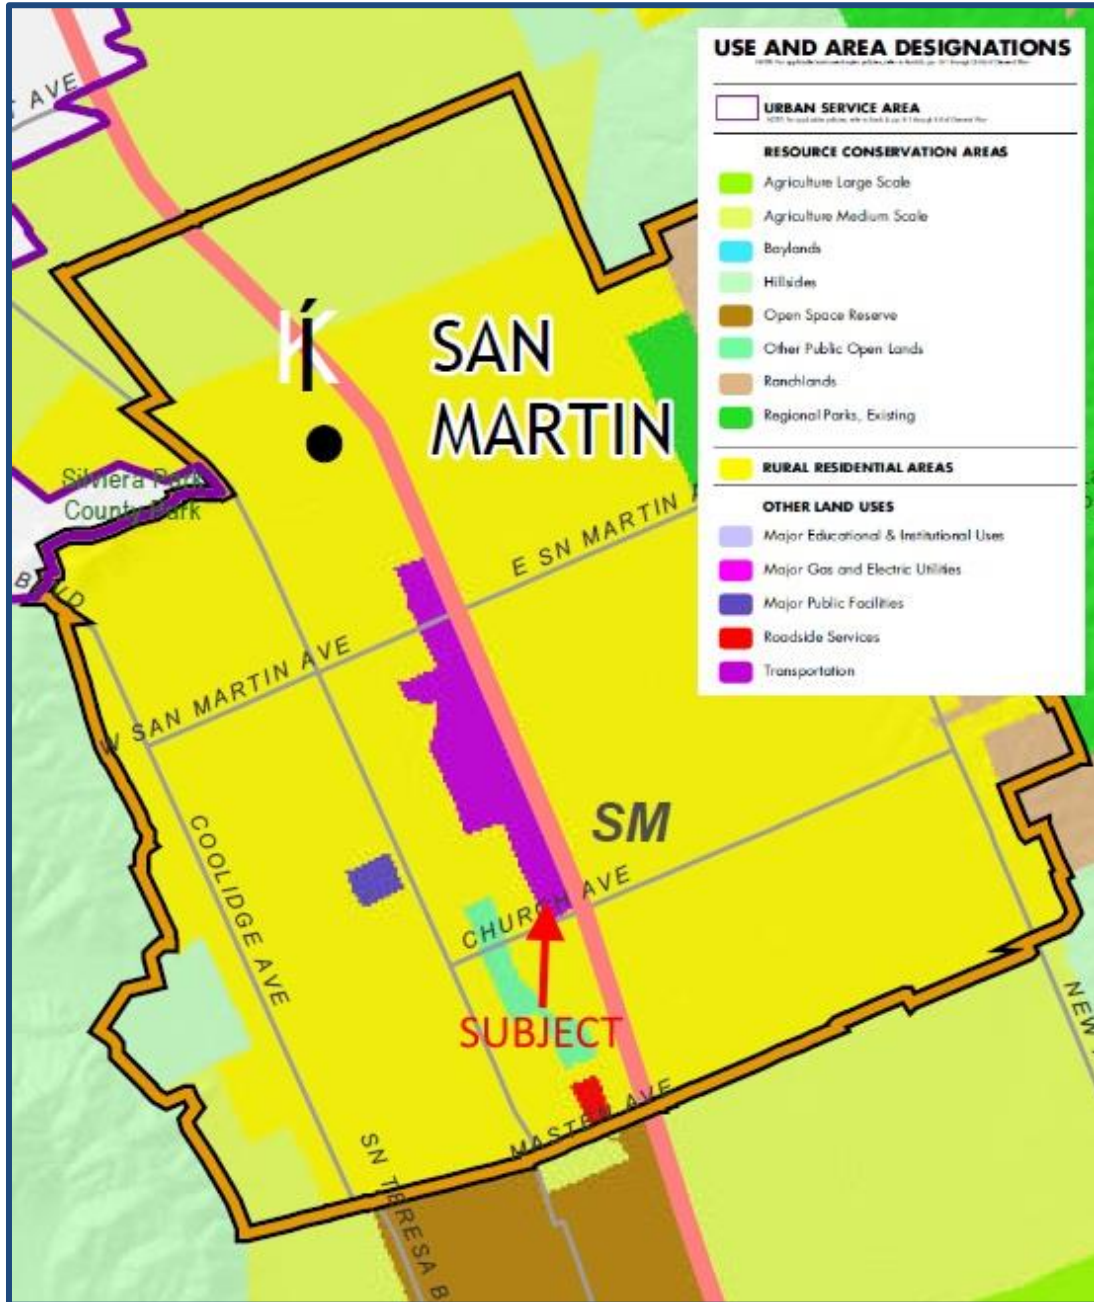 USE AND AREA DESIGNATIONS
URBAN SERVICE AREA
RESOURCE CONSERVATION AREAS
Agriculture Large Scale
Agriculture Medium Scale
Baylands
Hillsides
Open Space Reserve
Other Public Open Lands
Ranchlands
Regional Parks, Existing
RURAL RESIDENTIAL AREAS
OTHER LAND USES
Major Educational & Institutional Uses
Major Gas and Electric Utilities
Major Public Facilities
Roadside Services
Transportation
AVE
SAN
MARTIN
Silviera Park
County Park
E SN MARTIN
W SAN MARTIN AVE
SM
COOLIDGE AVE
CHURCH AVE
SUBJECT
NEW
MASTEN AVE
SN TERESA B